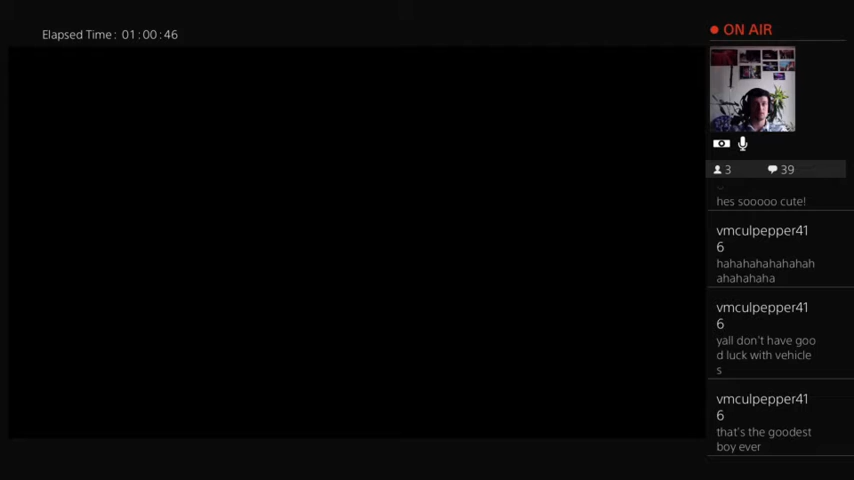 Elapsed Time: 01:00:46
ON AIR
3 39
hes sooooo cute!
vmculpepper41
6
hahahahahahah
ahahahaha
vmculpepper41
6
yall don't have goo
d luck with vehicle
s
vmculpepper41
6
that's the goodest
boy ever